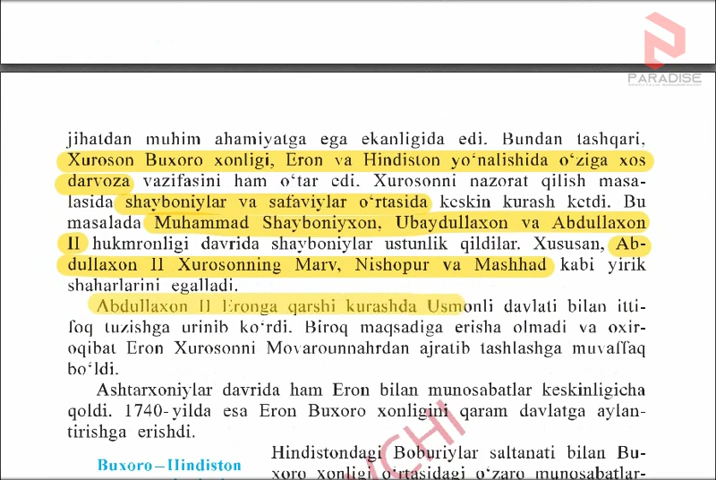 PARADISE
jihatdan muhim ahamiyatga ega ekanligida edi. Bundan tashqari,
Xuroson Buxoro xonligi, Eron va Hindiston yo‘nalishida o‘ziga xos
darvoza vazifasini ham o‘tar edi. Xurosonni nazorat qilish masa-
lasida shayboniylar va safaviylar o‘rtasida keskin kurash ketdi. Bu
masalada Muhammad Shayboniyxon, Ubaydullaxon va Abdullaxon
II hukmronligi davrida shayboniylar ustunlik qildilar. Xususan, Ab-
dullaxon II Xurosonning Marv, Nishopur va Mashhad kabi yirik
shaharlarini egalladi.
Abdullaxon II Eronga qarshi kurashda Usmonli davlati bilan itti-
foq tuzishga urinib ko‘rdi. Biroq maqsadiga erisha olmadi va oxir-
oqibat Eron Xurosonni Movarounnahrdan ajratib tashlashga muvaffaq
bo‘ldi.
Ashtarxoniylar davrida ham Eron bilan munosabatlar keskinligicha
qoldi. 1740-yilda esa Eron Buxoro xonligini qaram davlatga aylan-
tirishga erishdi.
Buxoro–Hindiston
Hindistondagi Boburiylar saltanati bilan Bu-
xoro xonligi o‘rtasidagi o‘zaro munosabatlar-